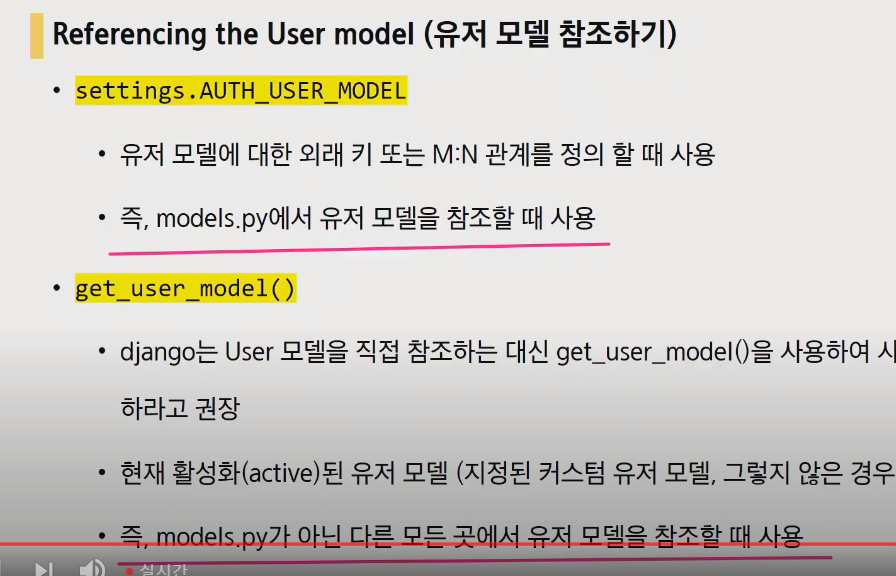 Referencing the User model (유저 모델 참조하기)
• settings.AUTH_USER_MODEL
• 유저 모델에 대한 외래 키 또는 M:N 관계를 정의 할 때 사용
• 즉, models.py에서 유저 모델을 참조할 때 사용
• get_user_model()
• django는 User 모델을 직접 참조하는 대신 get_user_model()을 사용하여 사
하라고 권장
• 현재 활성화(active)된 유저 모델 (지정된 커스텀 유저 모델, 그렇지 않은 경우
• 즉, models.py가 아닌 다른 모든 곳에서 유저 모델을 참조할 때 사용
실시간